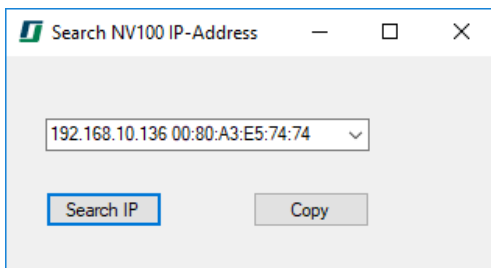 Search NV100 IP-Address
192.168.10.136 00:80:A3:E5:74:74
Search IP
Copy